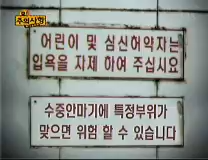 주의사항
어린이 및 심신허약자는
입욕을 자제 하여 주십시요
수중안마기에 특정부위가
맞으면 위험 할 수 있습니다